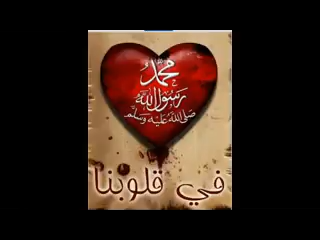 محمد
رسول الله
صلى الله عليه وسلم
في قلوبنا